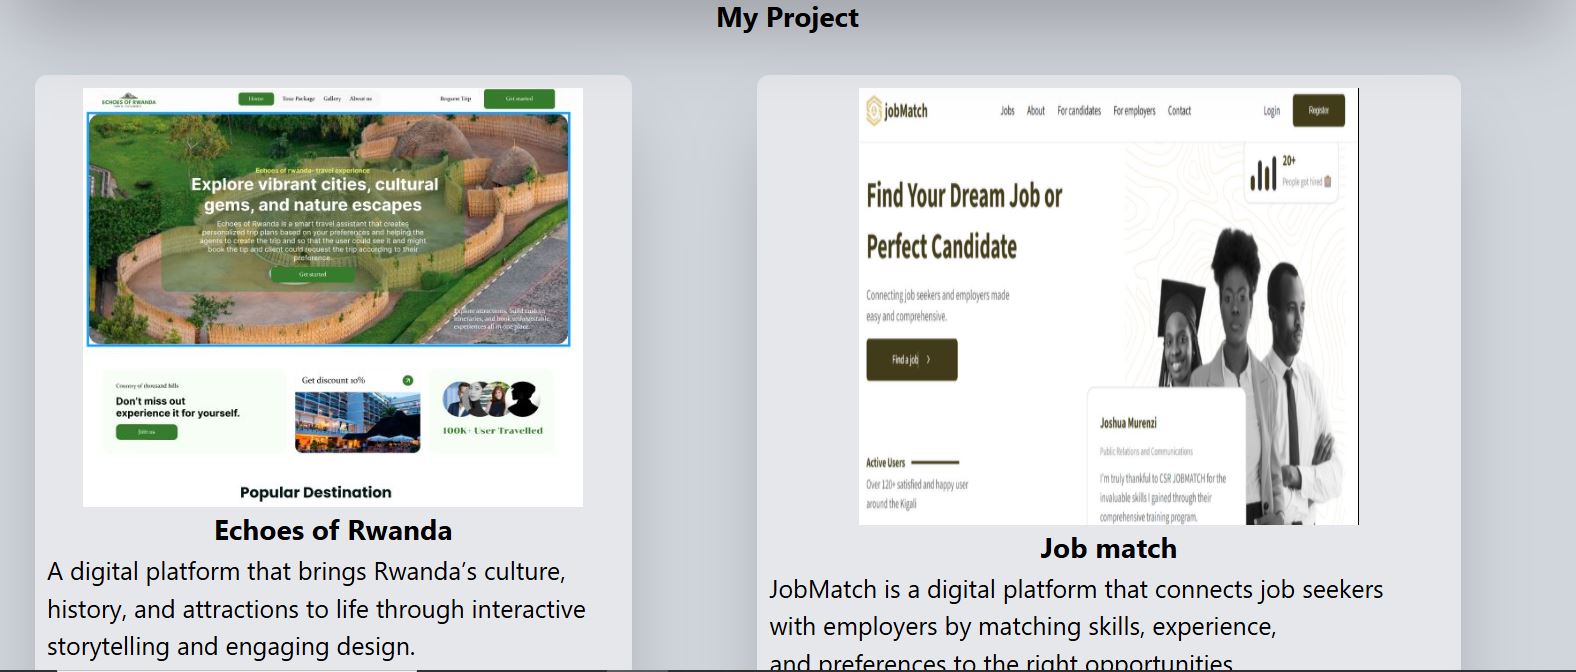 My Project
ECHOES OF RWANDA
Home
Tour Package
Gallery
About us
Request Trip
Get started
Echoes of rwanda- travel experience
Explore vibrant cities, cultural
gems, and nature escapes
Echoes of Rwanda is a smart travel assistant that creates
personalized trip plans based on your preferences and helping the
agents to create the trip and so that the user could see it and might
book the tip and client could request the trip according to their
preference.
Get started
Explore attractions, build custom
itineraries, and book unforgettable
experiences all in one place.
Country of thousand hills
Don't miss out
experience it for yourself.
Join us
Get discount 10%
100K+ User Travelled
Popular Destination
Echoes of Rwanda
A digital platform that brings Rwanda’s culture,
history, and attractions to life through interactive
storytelling and engaging design.
jobMatch
Jobs
About
For candidates
For employers
Contact
Login
Register
20+
People got hired
Find Your Dream Job or
Perfect Candidate
Connecting job seekers and employers made
easy and comprehensive.
Find a job
Joshua Murenzi
Public Relations and Communications
I'm truly thankful to CSR JOBMATCH for the
invaluable skills I gained through their
comprehensive training program.
Active Users
Over 120+ satisfied and happy user
around the Kigali
Job match
JobMatch is a digital platform that connects job seekers
with employers by matching skills, experience,
and preferences to the right opportunities